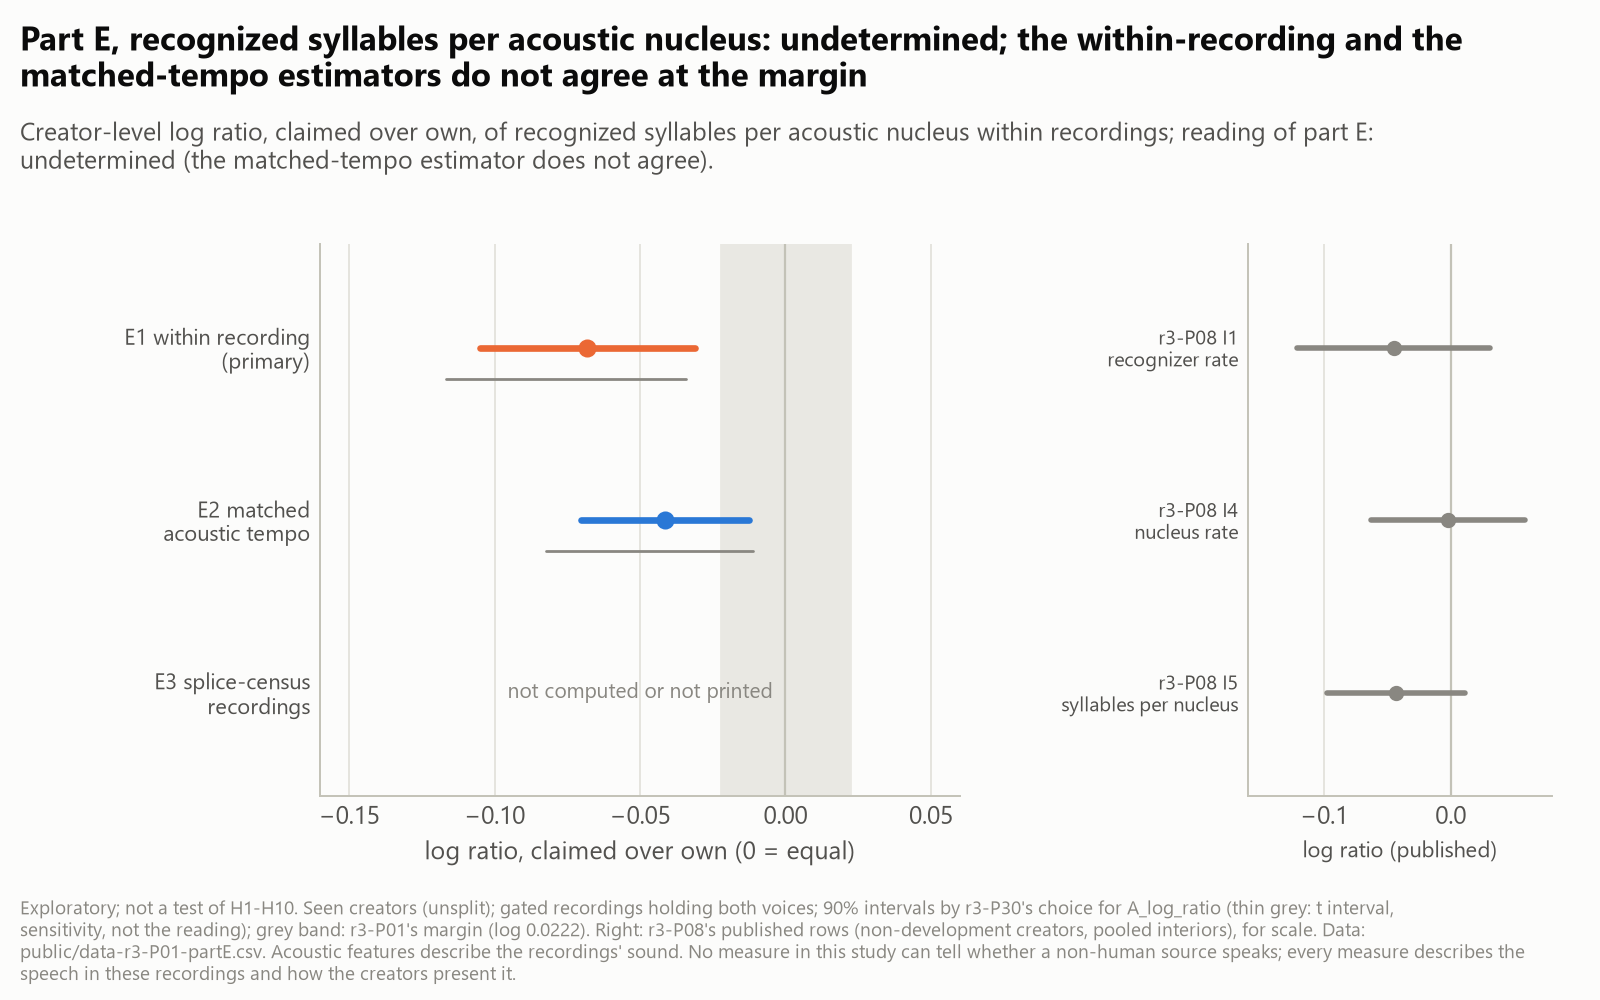 Part E, recognized syllables per acoustic nucleus: undetermined; the within-recording and the
matched-tempo estimators do not agree at the margin
Creator-level log ratio, claimed over own, of recognized syllables per acoustic nucleus within recordings; reading of part E:
undetermined (the matched-tempo estimator does not agree).
E1 within recording
(primary)
E2 matched
acoustic tempo
E3 splice-census
recordings
not computed or not printed
−0.15
−0.10
−0.05
0.00
0.05
log ratio, claimed over own (0 = equal)
r3-P08 I1
recognizer rate
r3-P08 I4
nucleus rate
r3-P08 I5
syllables per nucleus
−0.1
0.0
log ratio (published)
Exploratory; not a test of H1-H10. Seen creators (unsplit); gated recordings holding both voices; 90% intervals by r3-P30's choice for A_log_ratio (thin grey: t interval,
sensitivity, not the reading); grey band: r3-P01's margin (log 0.0222). Right: r3-P08's published rows (non-development creators, pooled interiors), for scale. Data:
public/data-r3-P01-partE.csv. Acoustic features describe the recordings' sound. No measure in this study can tell whether a non-human source speaks; every measure describes the
speech in these recordings and how the creators present it.